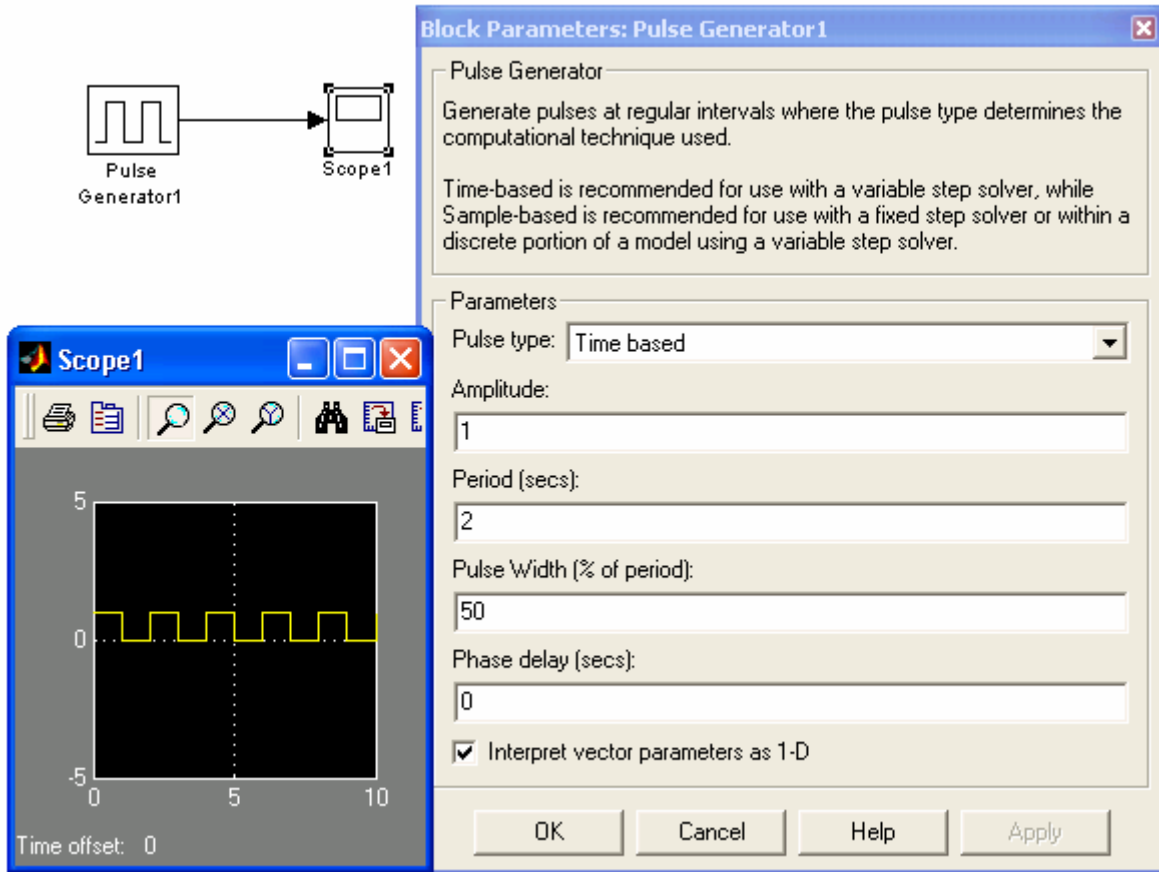 Pulse
Generator1
Scope1
Block Parameters: Pulse Generator1
Pulse Generator
Generate pulses at regular intervals where the pulse type determines the
computational technique used.
Time-based is recommended for use with a variable step solver, while
Sample-based is recommended for use with a fixed step solver or within a
discrete portion of a model using a variable step solver.
Parameters
Pulse type: Time based
Amplitude:
1
Period (secs):
2
Pulse Width (% of period):
50
Phase delay (secs):
0
Interpret vector parameters as 1-D
OK Cancel Help Apply
Scope1
5
0
-5
0 5 10
Time offset: 0